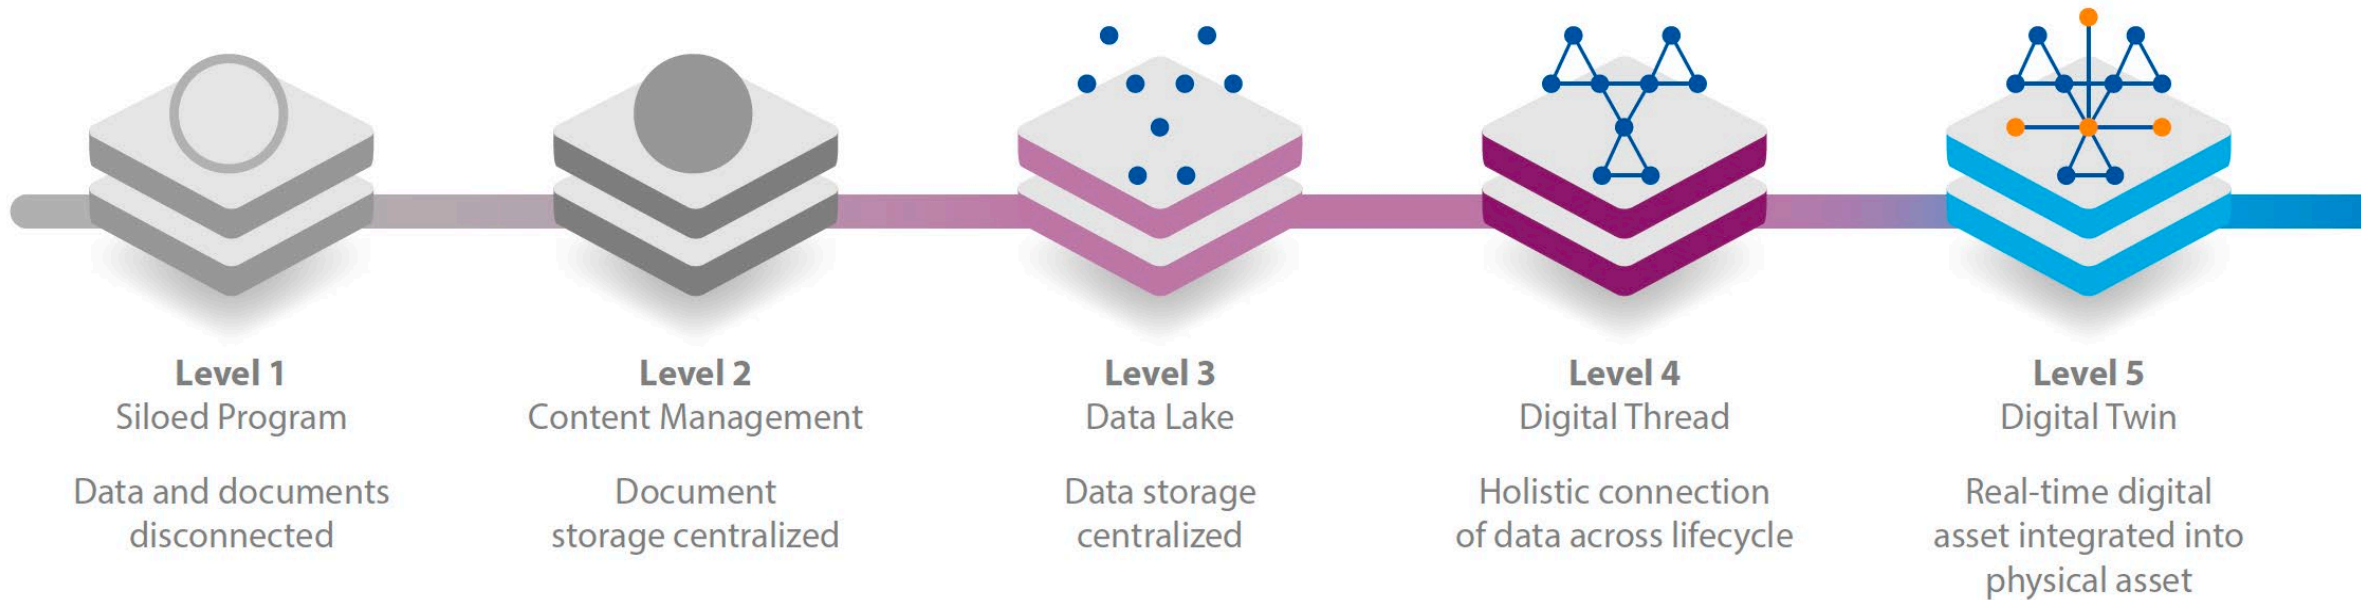 Level 1
Siloed Program
Data and documents
disconnected
Level 2
Content Management
Document
storage centralized
Level 3
Data Lake
Data storage
centralized
Level 4
Digital Thread
Holistic connection
of data across lifecycle
Level 5
Digital Twin
Real-time digital
asset integrated into
physical asset